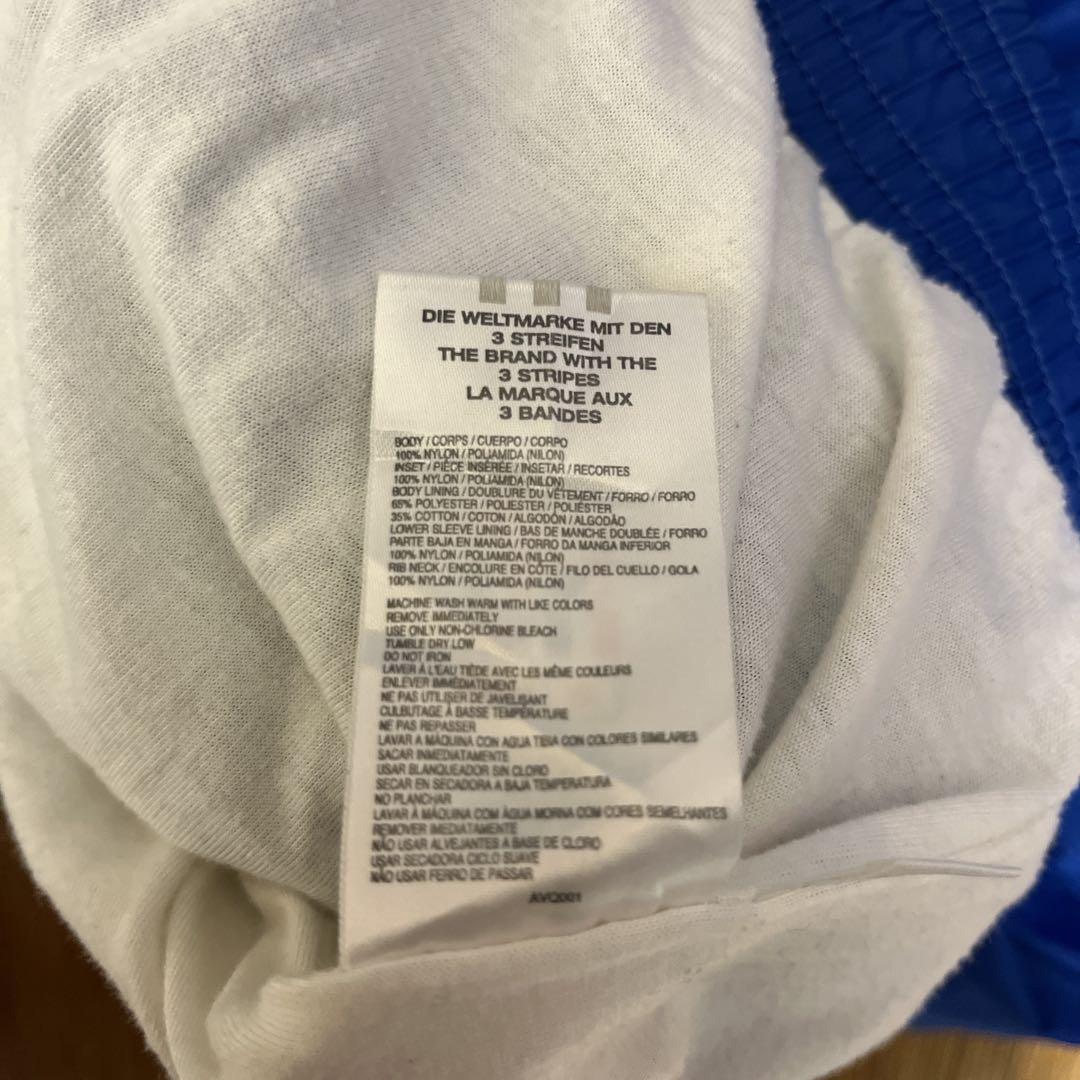 DIE WELTMARKE MIT DEN
3 STREIFEN
THE BRAND WITH THE
3 STRIPES
LA MARQUE AUX
3 BANDES
BODY / CORPS / CUERPO / CORPO
100% NYLON / POLIAMIDA (NILON)
INSET / PIÈCE INSÉRÉE / INSETAR / RECORTES
100% NYLON / POLIAMIDA (NILON)
BODY LINING / DOUBLURE DU VÉTEMENT / FORRO / FORRO
65% POLYESTER / POLIESTER / POLIÉSTER
35% COTTON / COTON / ALGODÓN / ALGODÃO
LOWER SLEEVE LINING / BAS DE MANCHE DOUBLÉE / FORRO
PARTE BAJA EN MANGA / FORRO DA MANGA INFERIOR
100% NYLON / POLIAMIDA (NILON)
RIB NECK / ENCOLURE EN CÔTE / FILO DEL CUELLO / GOLA
100% NYLON / POLIAMIDA (NILON)
MACHINE WASH WARM WITH LIKE COLORS
REMOVE IMMEDIATELY
USE ONLY NON-CHLORINE BLEACH
TUMBLE DRY LOW
DO NOT IRON
LAVER À L'EAU TIÈDE AVEC LES MÊME COULEURS
ENLEVER IMMÉDIATEMENT
NE PAS UTILISER DE JAVELISANT
CULBUTAGE À BASSE TEMPÉRATURE
NE PAS REPASSER
LAVAR A MÁQUINA CON AGUA TIBIA CON COLORES SIMILARES
SACAR INMEDIATAMENTE
USAR BLANQUEADOR SIN CLORO
SECAR EN SECADORA A BAJA TEMPERATURA
NO PLANCHAR
LAVAR À MÁQUINA COM ÀGUA MORNA COM CORES SEMELHANTES
REMOVER IMEDIATAMENTE
NÃO USAR ALVEJANTES A BASE DE CLORO
USAR SECADORA CICLO SUAVE
NÃO USAR FERRO DE PASSAR
AVQ001